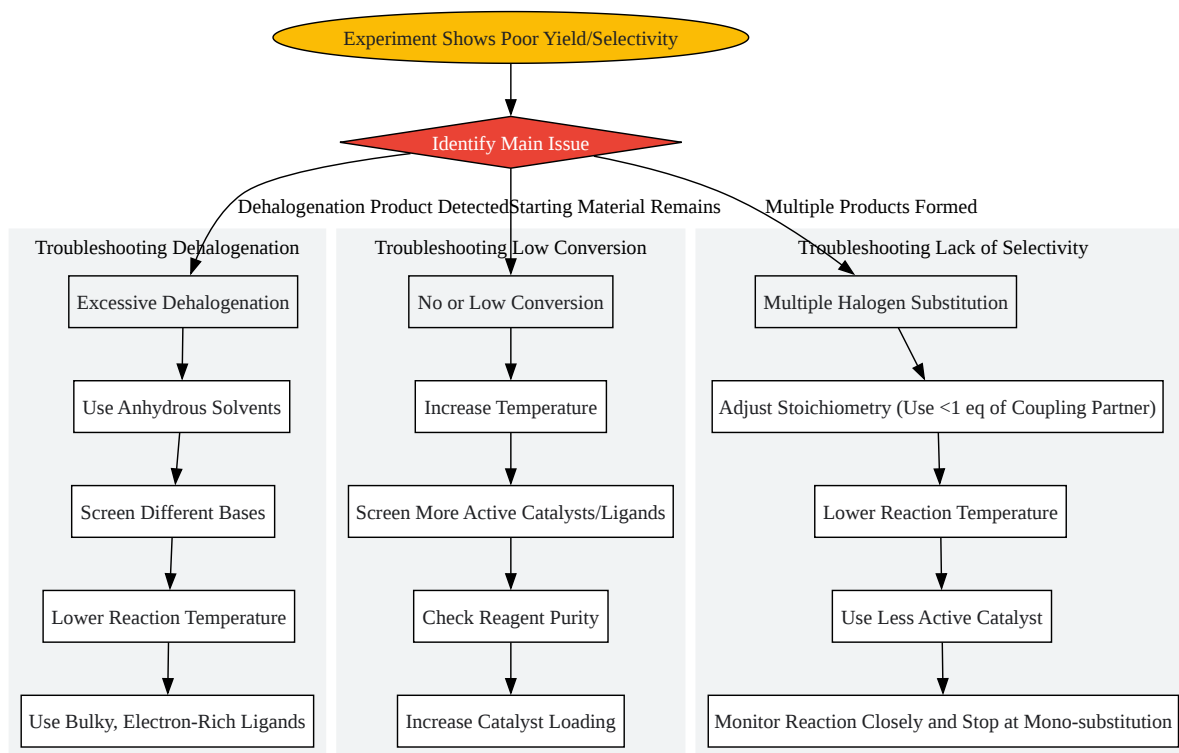 Experiment Shows Poor Yield/Selectivity
Identify Main Issue
Dehalogenation Product Detected
Starting Material Remains
Multiple Products Formed
Troubleshooting Dehalogenation
Excessive Dehalogenation
Use Anhydrous Solvents
Screen Different Bases
Lower Reaction Temperature
Use Bulky, Electron-Rich Ligands
Troubleshooting Low Conversion
No or Low Conversion
Increase Temperature
Screen More Active Catalysts/Ligands
Check Reagent Purity
Increase Catalyst Loading
Troubleshooting Lack of Selectivity
Multiple Halogen Substitution
Adjust Stoichiometry (Use <1 eq of Coupling Partner)
Lower Reaction Temperature
Use Less Active Catalyst
Monitor Reaction Closely and Stop at Mono-substitution